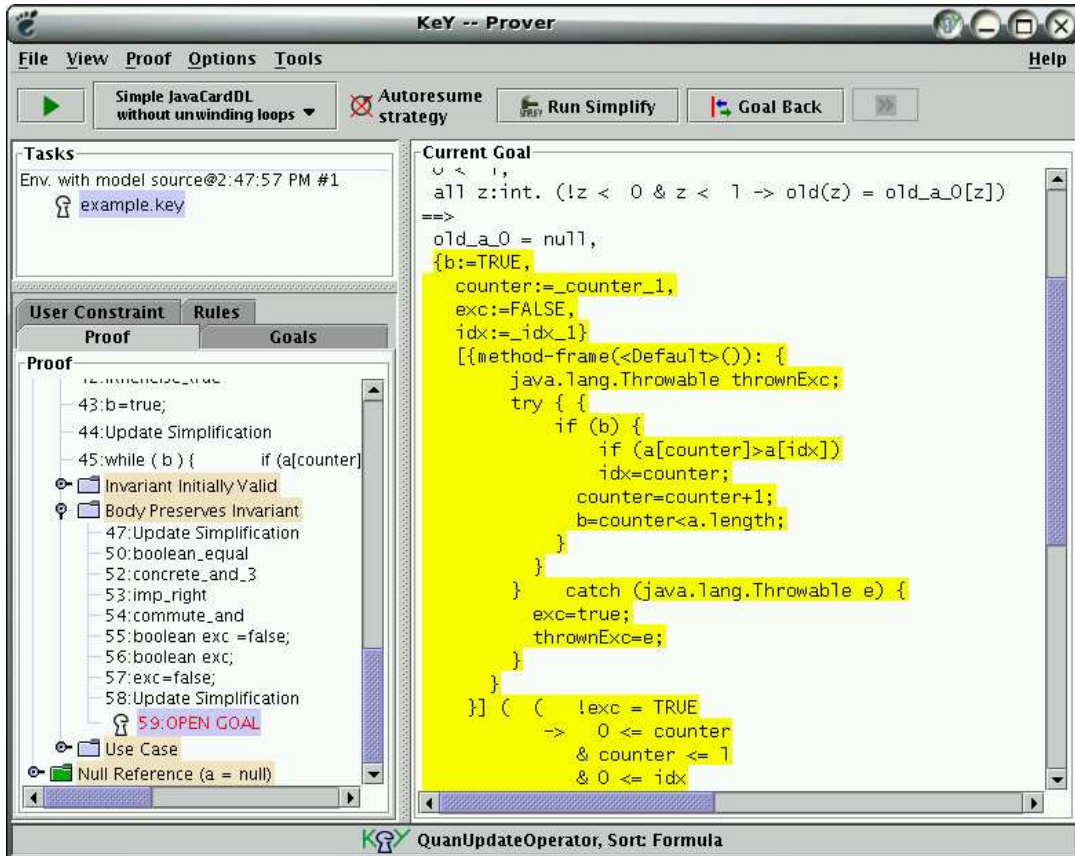 KeY -- Prover
File View Proof Options Tools Help
Simple JavaCardDL
without unwinding loops
Autoresume
strategy
Run Simplify
Goal Back
Tasks
Env. with model source@2:47:57 PM #1
example.key
User Constraint Rules
Proof Goals
Proof
43:b=true;
44:Update Simplification
45:while ( b ) { if (a[counter]
Invariant Initially Valid
Body Preserves Invariant
47:Update Simplification
50:boolean_equal
52:concrete_and_3
53:imp_right
54:commute_and
55:boolean exc =false;
56:boolean exc;
57:exc=false;
58:Update Simplification
59:OPEN GOAL
Use Case
Null Reference (a = null)
Current Goal
all z:int. (!z < 0 & z < l -> old(z) = old_a_0[z])
==>
old_a_0 = null,
{b:=TRUE,
counter:=_counter_1,
exc:=FALSE,
idx:=_idx_1}
[{method-frame(<Default>()): {
java.lang.Throwable thrownExc;
try { {
if (b) {
if (a[counter]>a[idx])
idx=counter;
counter=counter+1;
b=counter<a.length;
}
}
} catch (java.lang.Throwable e) {
exc=true;
thrownExc=e;
}
}
}] ( ( !exc = TRUE
-> 0 <= counter
& counter <= l
& 0 <= idx
KeY QuanUpdateOperator, Sort: Formula